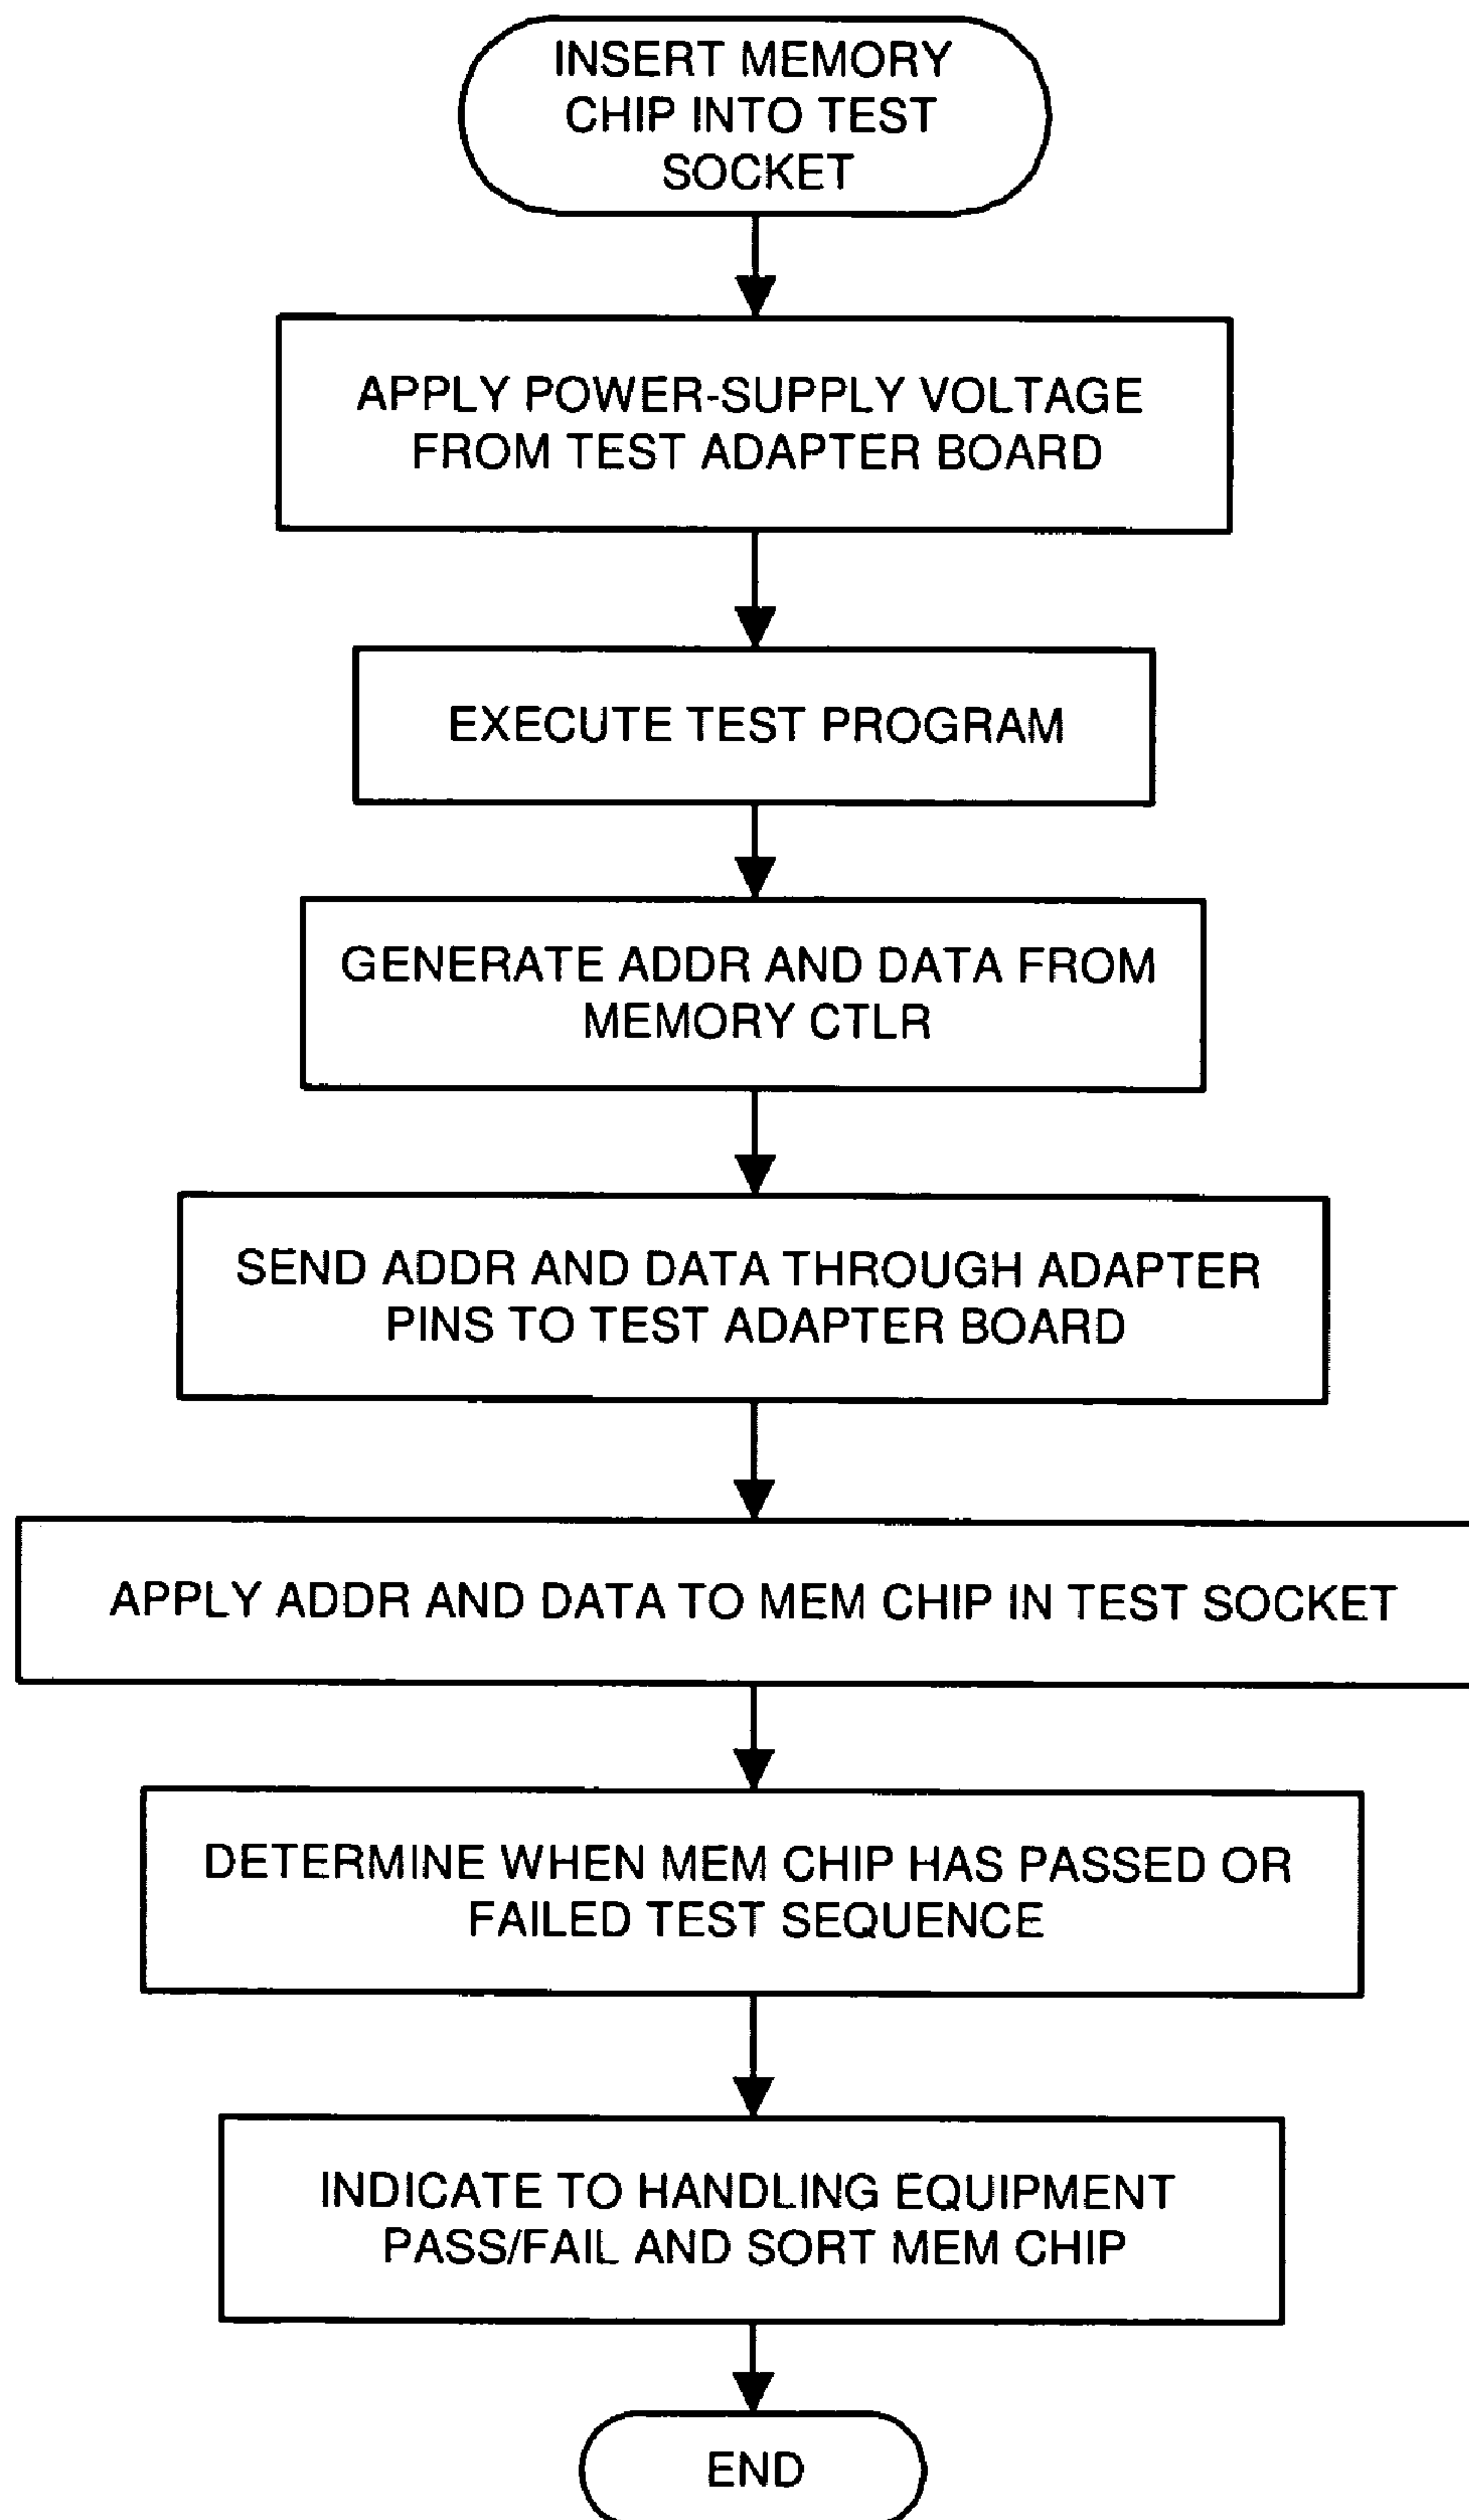 INSERT MEMORY
CHIP INTO TEST
SOCKET
APPLY POWER-SUPPLY VOLTAGE
FROM TEST ADAPTER BOARD
EXECUTE TEST PROGRAM
GENERATE ADDR AND DATA FROM
MEMORY CTLR
SEND ADDR AND DATA THROUGH ADAPTER
PINS TO TEST ADAPTER BOARD
APPLY ADDR AND DATA TO MEM CHIP IN TEST SOCKET
DETERMINE WHEN MEM CHIP HAS PASSED OR
FAILED TEST SEQUENCE
INDICATE TO HANDLING EQUIPMENT
PASS/FAIL AND SORT MEM CHIP
END